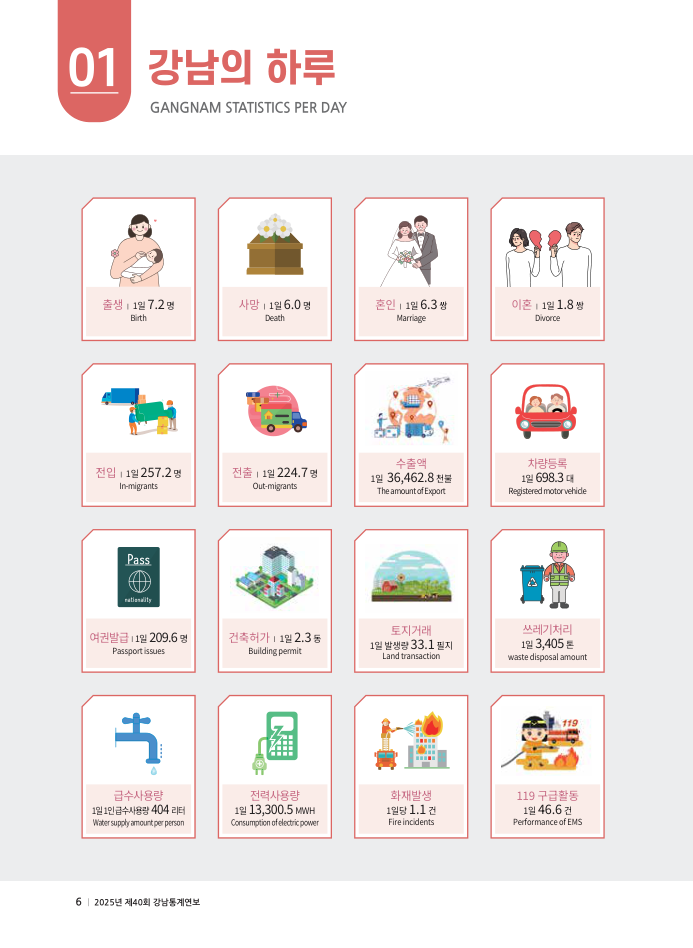 01
강남의 하루
GANGNAM STATISTICS PER DAY
출생 | 1일 7.2 명
Birth
사망 | 1일 6.0 명
Death
혼인 | 1일 6.3 쌍
Marriage
이혼 | 1일 1.8 쌍
Divorce
전입 | 1일 257.2 명
In-migrants
전출 | 1일 224.7 명
Out-migrants
수출액
1일 36,462.8 천불
The amount of Export
차량등록
1일 698.3 대
Registered motor vehicle
Pass
nationality
여권발급 | 1일 209.6 명
Passport issues
건축허가 | 1일 2.3 동
Building permit
토지거래
1일 발생량 33.1 필지
Land transaction
쓰레기처리
1일 3,405 톤
waste disposal amount
급수사용량
1일 1인 급수사용량 404 리터
Water supply amount per person
전력사용량
1일 13,300.5 MWH
Consumption of electric power
화재발생
1일당 1.1 건
Fire incidents
119
119 구급활동
1일 46.6 건
Performance of EMS
6 | 2025년 제40회 강남통계연보